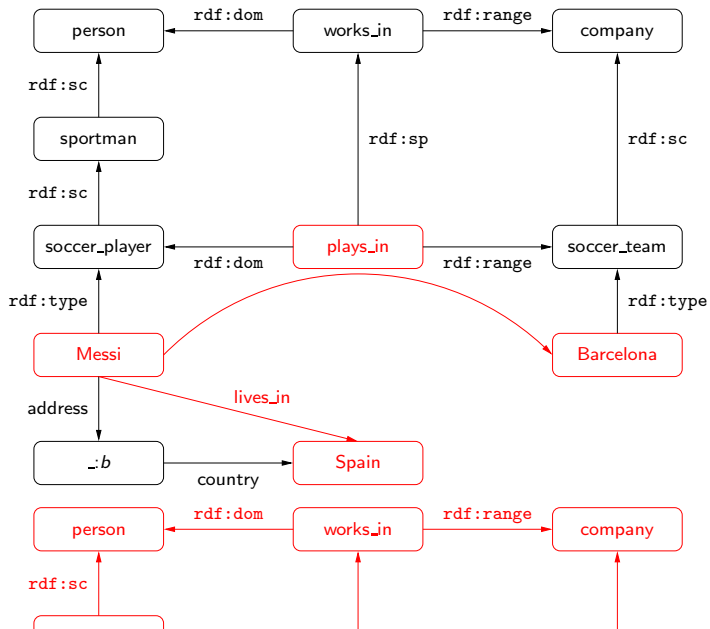 rdf:dom rdf:range
person works_in company
rdf:sc
sportman rdf:sp rdf:sc
rdf:sc
soccer_player plays_in soccer_team
rdf:dom rdf:range
rdf:type rdf:type
Messi Barcelona
lives_in
address
_:b Spain
country
rdf:dom rdf:range
person works_in company
rdf:sc